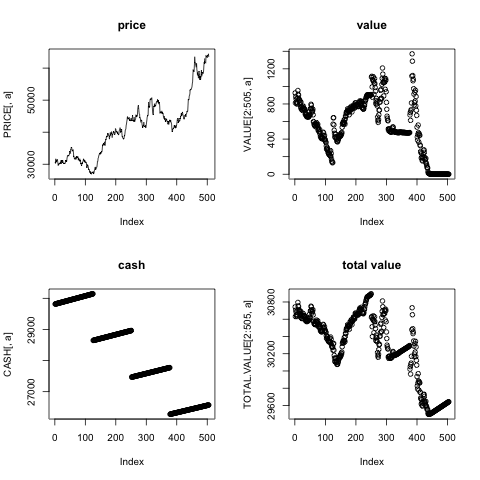 price
value
PRICE[, a]
30000
50000
0 100 200 300 400 500
Index
VALUE[2:505, a]
0
400
800
1200
0 100 200 300 400 500
Index
cash
total value
CASH[, a]
27000
29000
0 100 200 300 400 500
Index
TOTAL.VALUE[2:505, a]
29600
30200
30800
0 100 200 300 400 500
Index